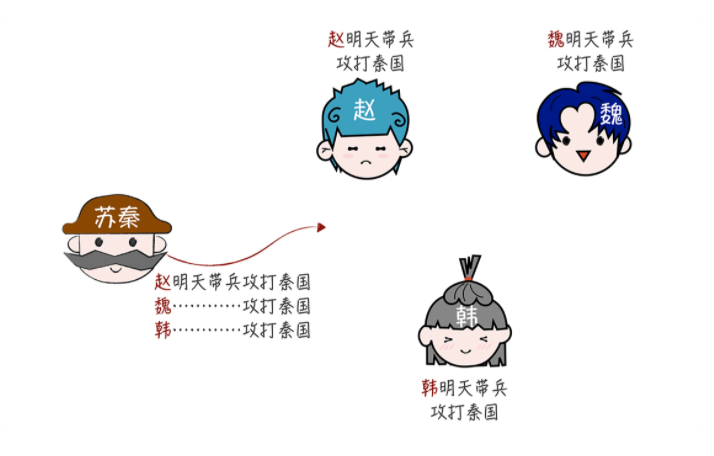 赵明天带兵
攻打秦国
魏明天带兵
攻打秦国
赵
魏
苏秦
赵明天带兵攻打秦国
魏…………攻打秦国
韩…………攻打秦国
韩
韩明天带兵
攻打秦国